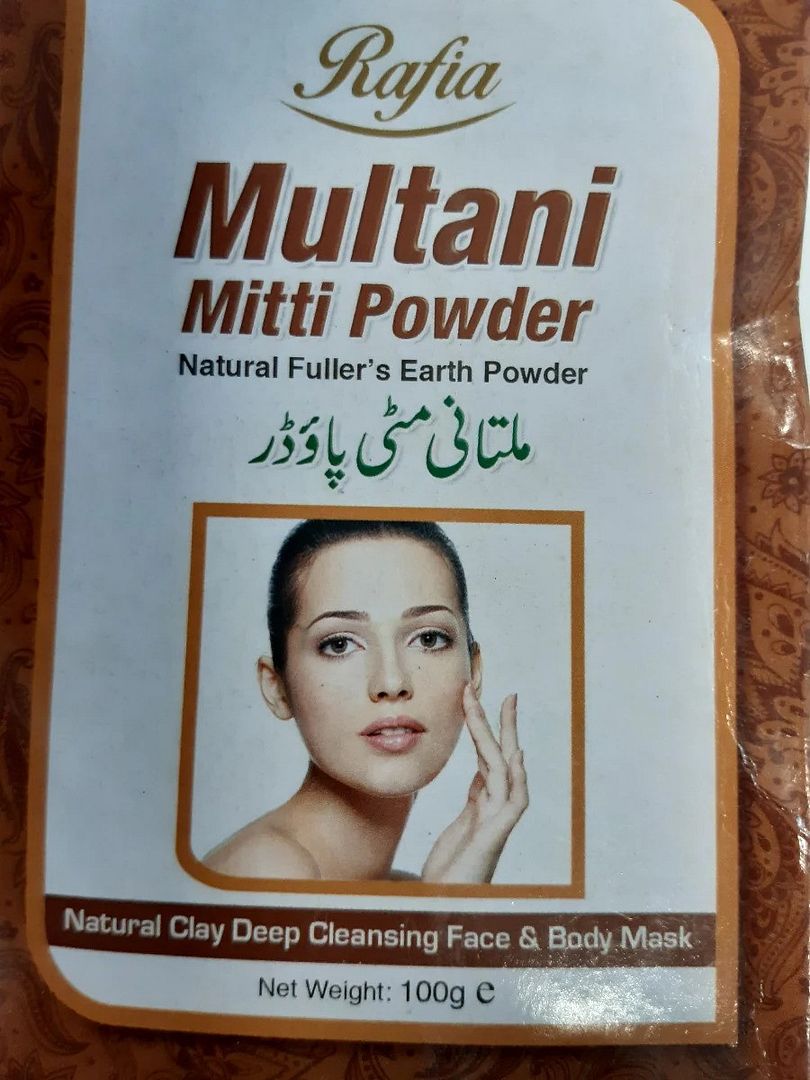 Rafia
Multani
Mitti Powder
Natural Fuller's Earth Powder
ملتانی مٹی پاؤڈر
Natural Clay Deep Cleansing Face & Body Mask
Net Weight: 100g ℮